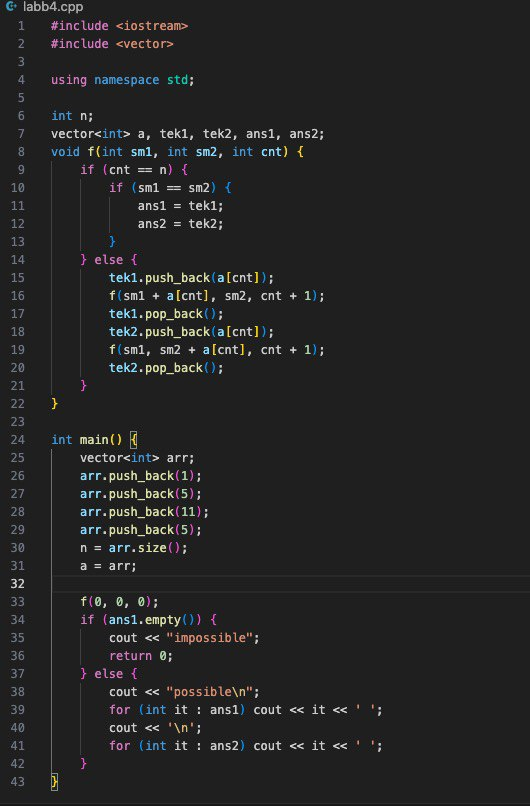 labb4.cpp
1 #include <iostream>
2 #include <vector>
3
4 using namespace std;
5
6 int n;
7 vector<int> a, tek1, tek2, ans1, ans2;
8 void f(int sm1, int sm2, int cnt) {
9     if (cnt == n) {
10         if (sm1 == sm2) {
11             ans1 = tek1;
12             ans2 = tek2;
13         }
14     } else {
15         tek1.push_back(a[cnt]);
16         f(sm1 + a[cnt], sm2, cnt + 1);
17         tek1.pop_back();
18         tek2.push_back(a[cnt]);
19         f(sm1, sm2 + a[cnt], cnt + 1);
20         tek2.pop_back();
21     }
22 }
23
24 int main() {
25     vector<int> arr;
26     arr.push_back(1);
27     arr.push_back(5);
28     arr.push_back(11);
29     arr.push_back(5);
30     n = arr.size();
31     a = arr;
32
33     f(0, 0, 0);
34     if (ans1.empty()) {
35         cout << "impossible";
36         return 0;
37     } else {
38         cout << "possible\n";
39         for (int it : ans1) cout << it << ' ';
40         cout << '\n';
41         for (int it : ans2) cout << it << ' ';
42     }
43 }